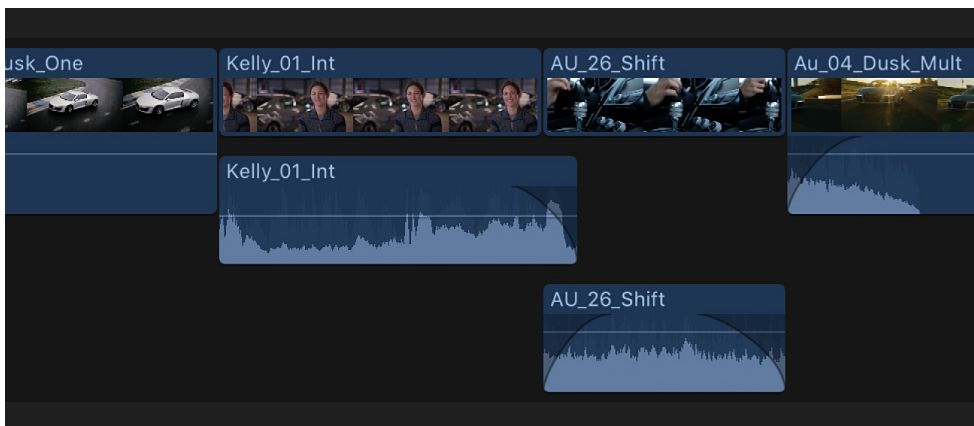 usk_One
Kelly_01_Int
AU_26_Shift
Au_04_Dusk_Mult
Kelly_01_Int
AU_26_Shift